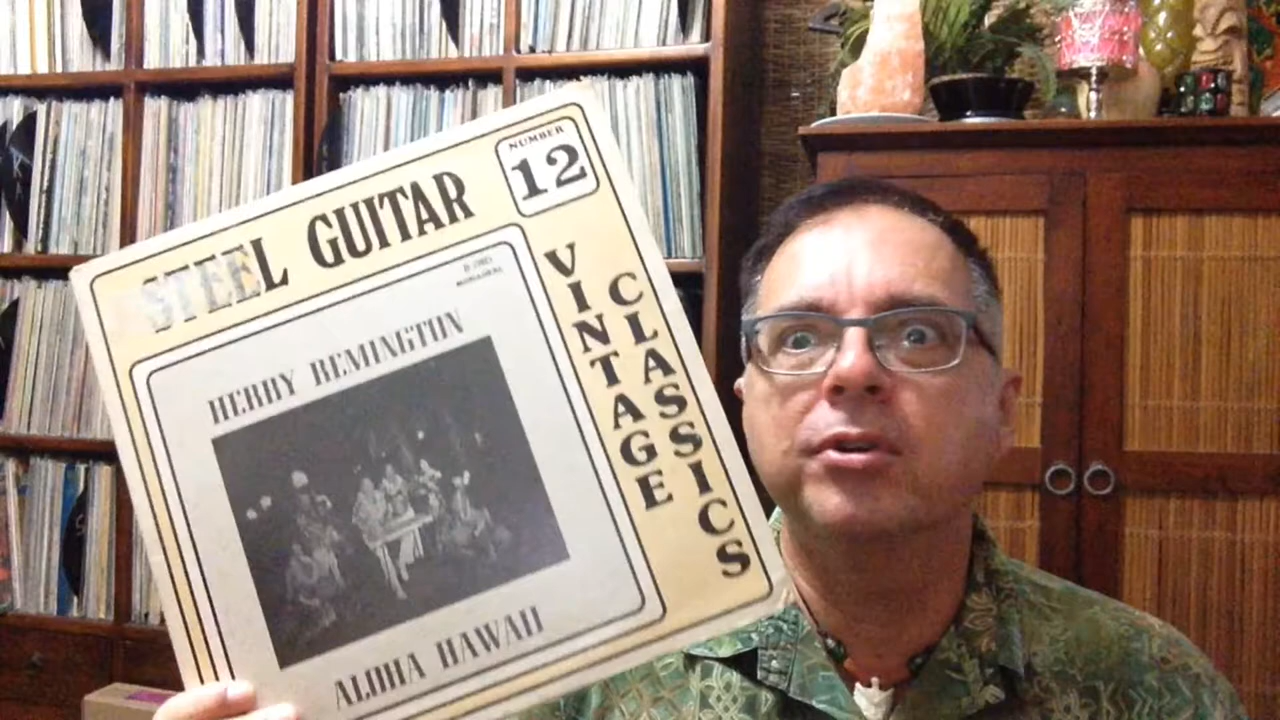 STEEL GUITAR
NUMBER
12
VINTAGE
CLASSICS
HERBY REMINGTON
ALOHA HAWAII